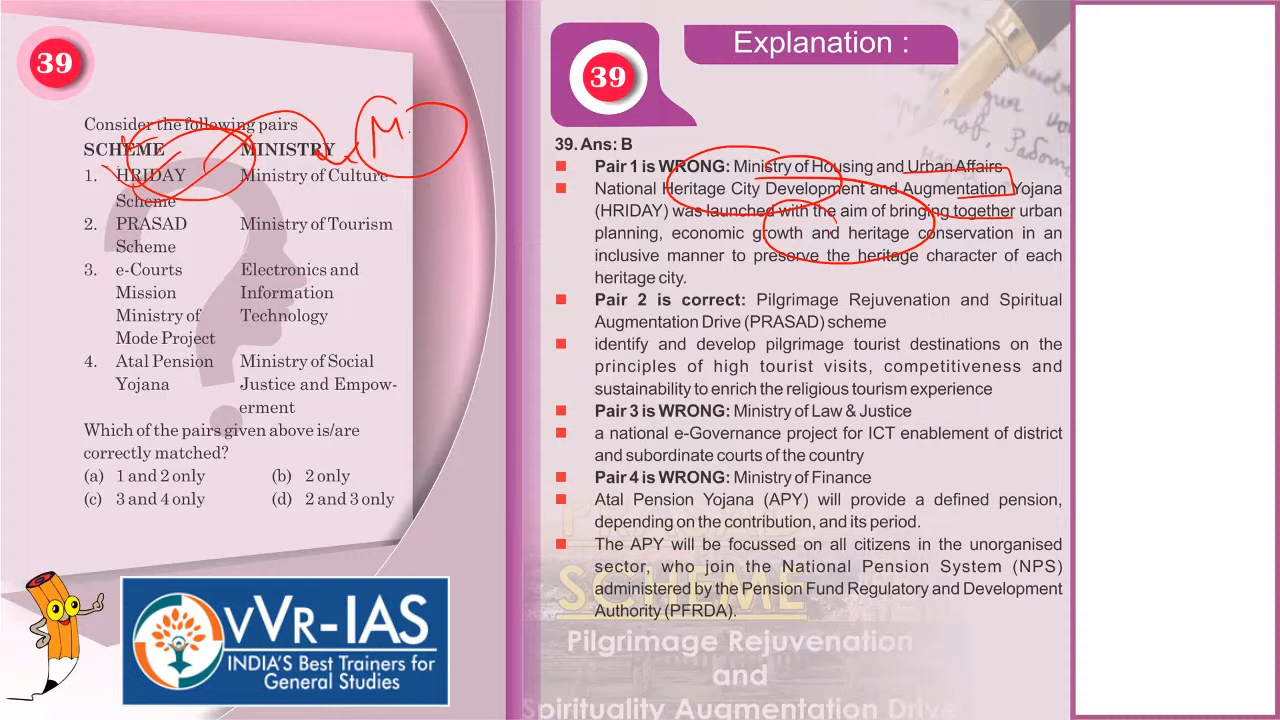 39
Consider the following pairs
SCHEME MINISTRY
M
1. HRIDAY Ministry of Culture
Scheme
2. PRASAD Ministry of Tourism
Scheme
3. e-Courts Electronics and
Mission Information
Ministry of Technology
Mode Project
4. Atal Pension Ministry of Social
Yojana Justice and Empow-
erment
Which of the pairs given above is/are
correctly matched?
(a) 1 and 2 only (b) 2 only
(c) 3 and 4 only (d) 2 and 3 only
vVr-IAS
INDIA'S Best Trainers for
General Studies
Explanation :
39
39. Ans: B
Pair 1 is WRONG: Ministry of Housing and Urban Affairs
National Heritage City Development and Augmentation Yojana
(HRIDAY) was launched with the aim of bringing together urban
planning, economic growth and heritage conservation in an
inclusive manner to preserve the heritage character of each
heritage city.
Pair 2 is correct: Pilgrimage Rejuvenation and Spiritual
Augmentation Drive (PRASAD) scheme
identify and develop pilgrimage tourist destinations on the
principles of high tourist visits, competitiveness and
sustainability to enrich the religious tourism experience
Pair 3 is WRONG: Ministry of Law & Justice
a national e-Governance project for ICT enablement of district
and subordinate courts of the country
Pair 4 is WRONG: Ministry of Finance
Atal Pension Yojana (APY) will provide a defined pension,
depending on the contribution, and its period.
The APY will be focussed on all citizens in the unorganised
sector, who join the National Pension System (NPS)
administered by the Pension Fund Regulatory and Development
Authority (PFRDA).
PRASAD
SCHEME
Pilgrimage Rejuvenation
and
Spirituality Augmentation Drive